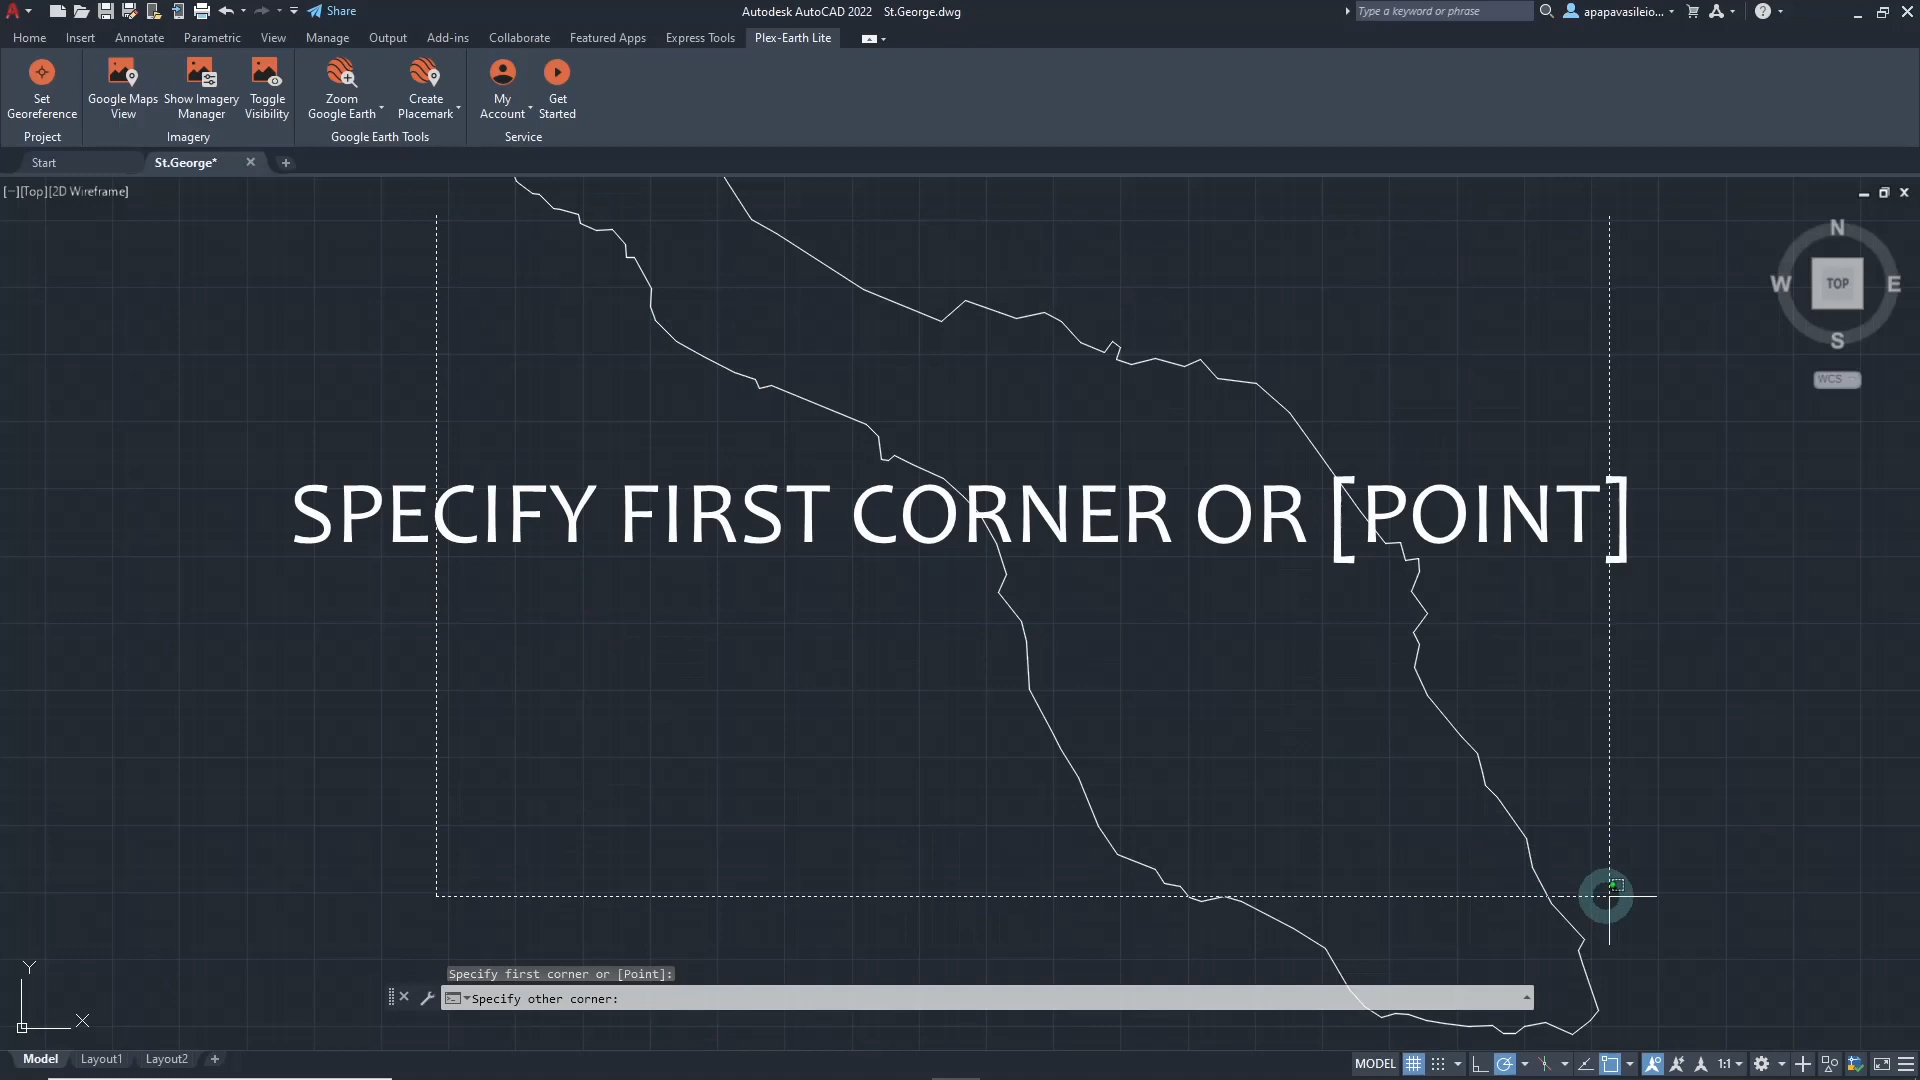 Share
Autodesk AutoCAD 2022 St.George.dwg
Type a keyword or phrase
apapavasileio...
Home Insert Annotate Parametric View Manage Output Add-ins Collaborate Featured Apps Express Tools Plex-Earth Lite
Set Georeference
Google Maps View
Show Imagery Manager
Toggle Visibility
Zoom Google Earth
Create Placemark
My Account
Get Started
Project Imagery Google Earth Tools Service
Start St.George*
[−][Top][2D Wireframe]
N
W TOP E
S
WCS
SPECIFY FIRST CORNER OR [POINT]
Specify first corner or [Point]:
Specify other corner:
Y
X
Model Layout1 Layout2
MODEL 1:1